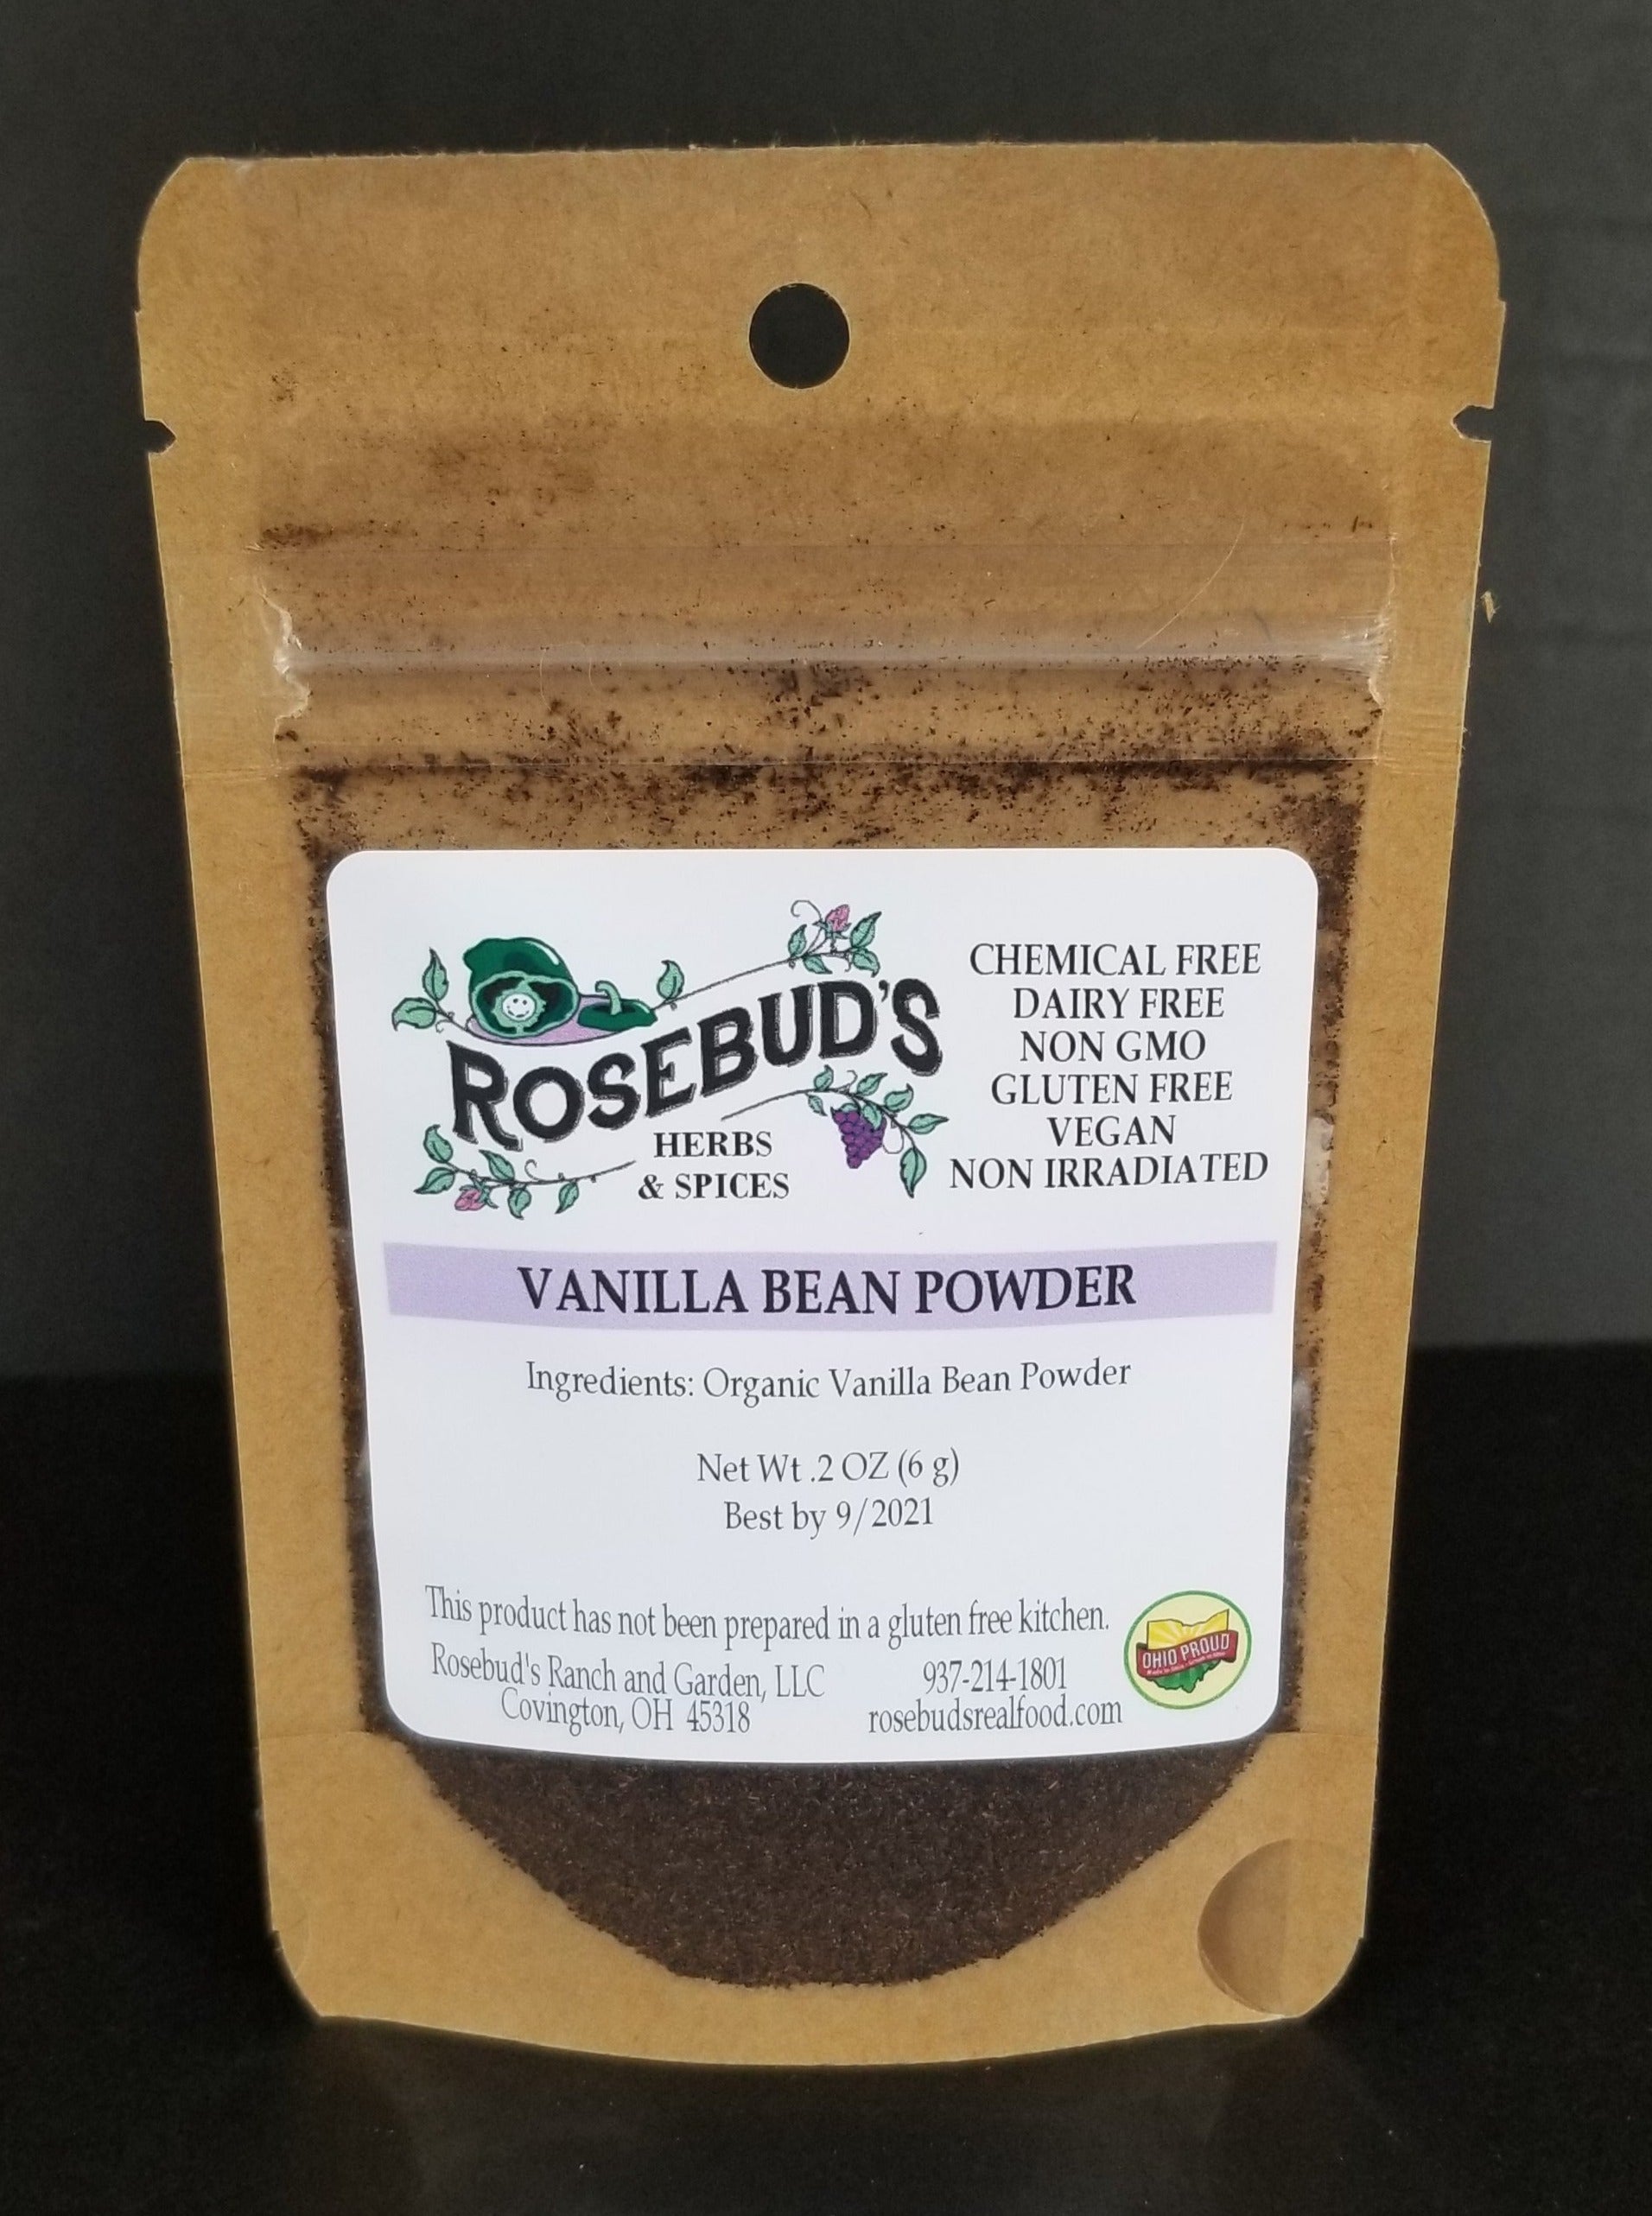 ROSEBUD'S
HERBS
& SPICES
CHEMICAL FREE
DAIRY FREE
NON GMO
GLUTEN FREE
VEGAN
NON IRRADIATED
VANILLA BEAN POWDER
Ingredients: Organic Vanilla Bean Powder
Net Wt .2 OZ (6 g)
Best by 9/2021
This product has not been prepared in a gluten free kitchen.
Rosebud's Ranch and Garden, LLC
Covington, OH 45318
937-214-1801
rosebudsrealfood.com
OHIO PROUD